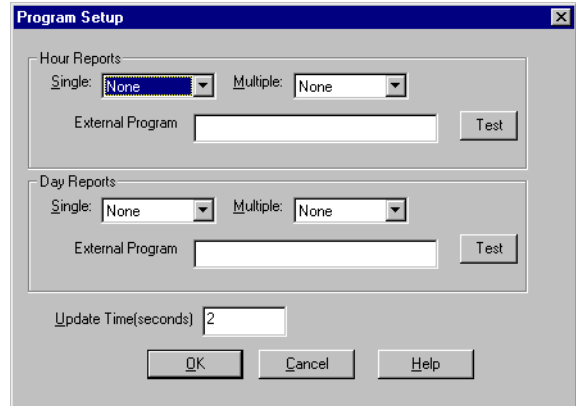 Program Setup
Hour Reports
Single: None Multiple: None
External Program Test
Day Reports
Single: None Multiple: None
External Program Test
Update Time(seconds) 2
OK Cancel Help